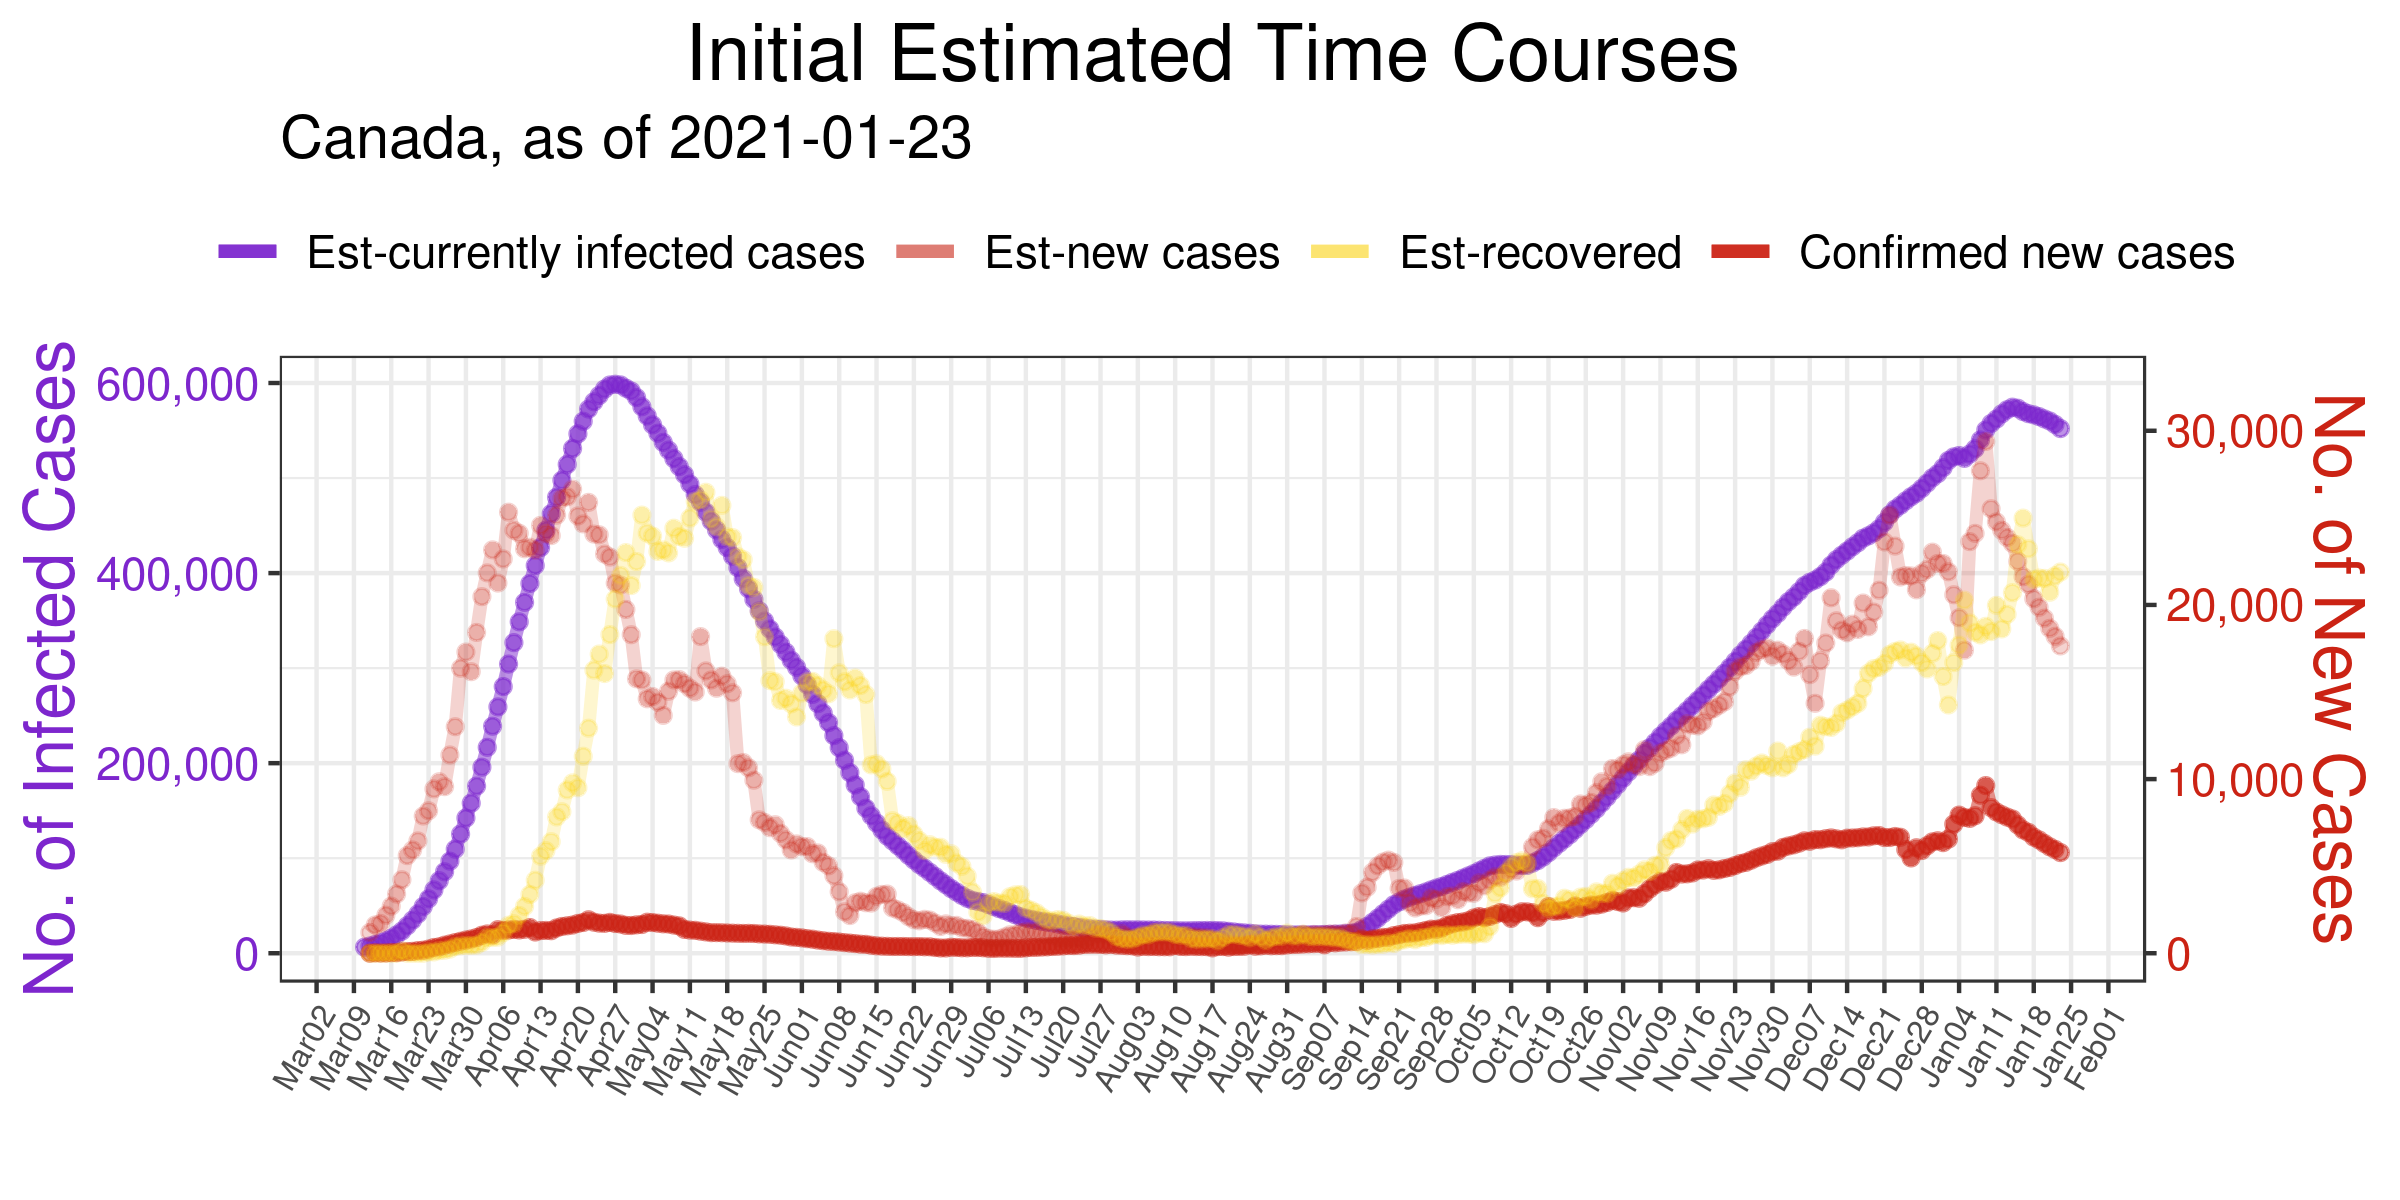 Initial Estimated Time Courses
Canada, as of 2021-01-23
Est-currently infected cases Est-new cases Est-recovered Confirmed new cases
No. of Infected Cases
600,000
400,000
200,000
0
30,000
20,000
10,000
0
No. of New Cases
Mar02 Mar09 Mar16 Mar23 Mar30 Apr06 Apr13 Apr20 Apr27 May04 May11 May18 May25 Jun01 Jun08 Jun15 Jun22 Jun29 Jul06 Jul13 Jul20 Jul27 Aug03 Aug10 Aug17 Aug24 Aug31 Sep07 Sep14 Sep21 Sep28 Oct05 Oct12 Oct19 Oct26 Nov02 Nov09 Nov16 Nov23 Nov30 Dec07 Dec14 Dec21 Dec28 Jan04 Jan11 Jan18 Jan25 Feb01